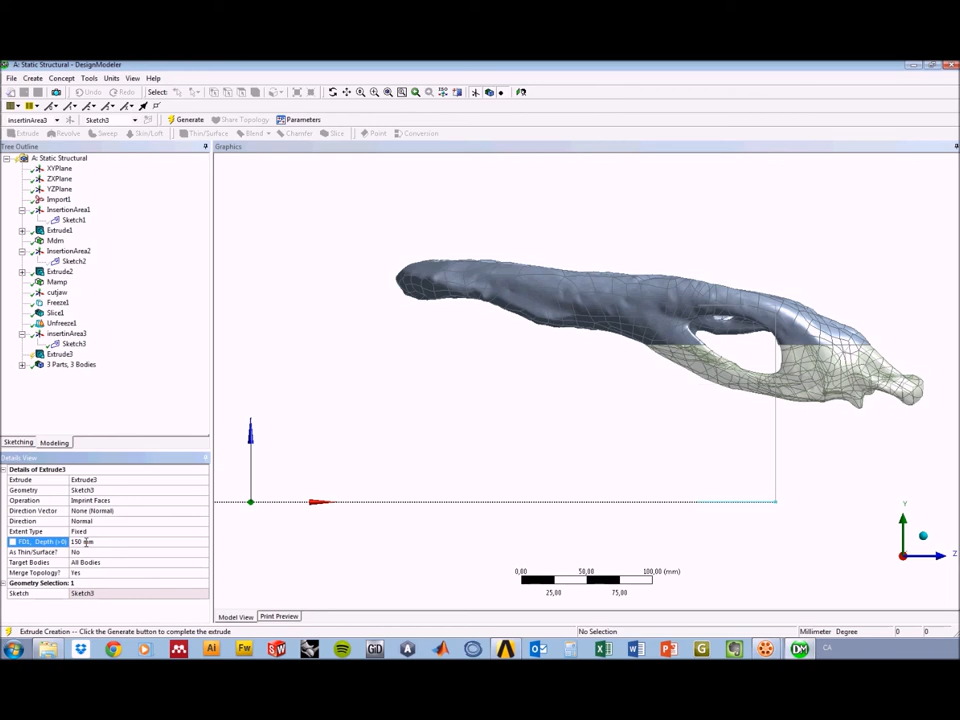 A: Static Structural - DesignModeler
File Create Concept Tools Units View Help
Undo Redo Select:
insertinArea3 Sketch3 Generate Share Topology Parameters
Extrude Revolve Sweep Skin/Loft Thin/Surface Blend Chamfer Slice Point Conversion
Tree Outline
A: Static Structural
XYPlane
ZXPlane
YZPlane
Import1
InsertionArea1
Sketch1
Extrude1
Mdm
InsertionArea2
Sketch2
Extrude2
Mamp
cutjaw
Freeze1
Slice1
Unfreeze1
insertinArea3
Sketch3
Extrude3
3 Parts, 3 Bodies
Sketching Modeling
Details View
Details of Extrude3
Extrude Extrude3
Geometry Sketch3
Operation Imprint Faces
Direction Vector None (Normal)
Direction Normal
Extent Type Fixed
FD1, Depth (>0) 150 mm
As Thin/Surface? No
Target Bodies All Bodies
Merge Topology? Yes
Geometry Selection: 1
Sketch Sketch3
Graphics
0,00 50,00 100,00 (mm)
25,00 75,00
Y
Z
Model View Print Preview
Extrude Creation -- Click the Generate button to complete the extrude No Selection Millimeter Degree 0 0
Ai Fw SW GiD A W P G DM CA